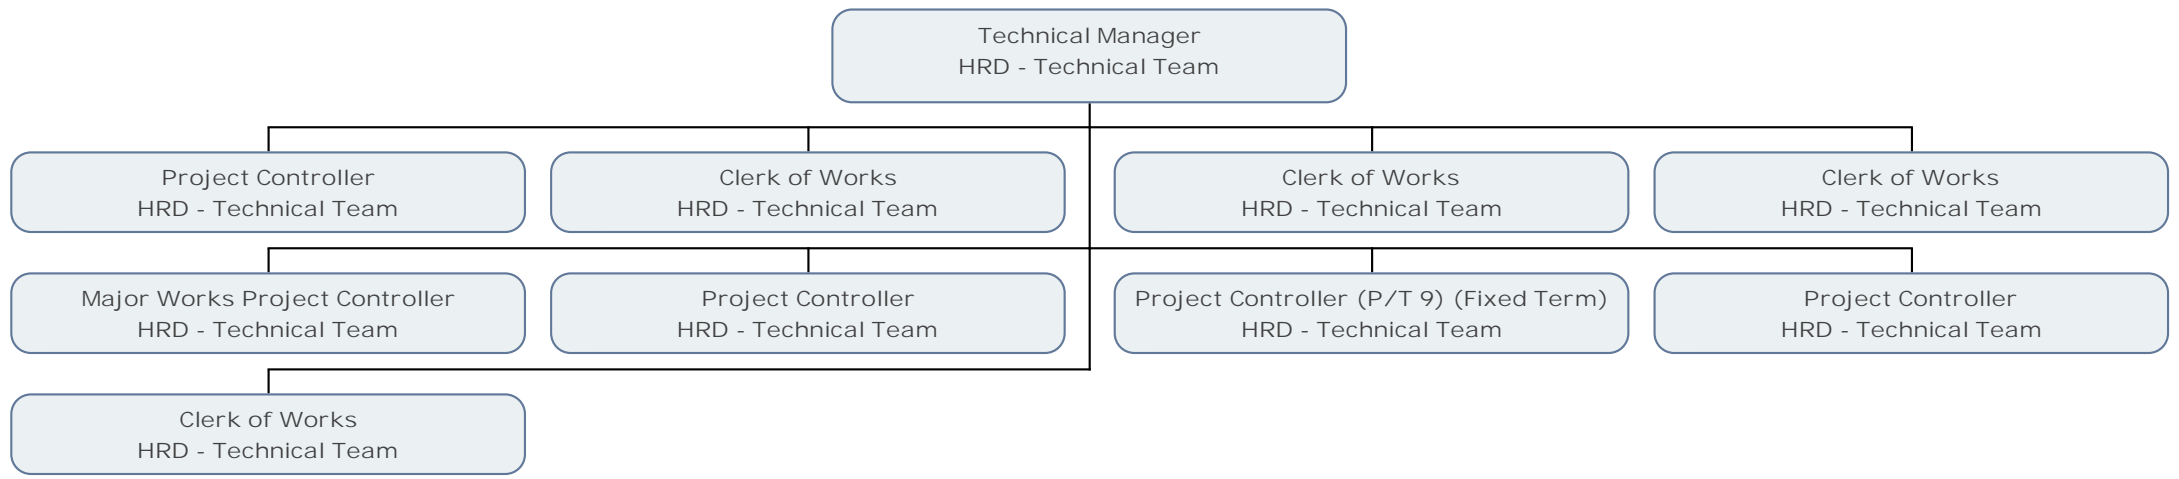 Technical Manager
HRD - Technical Team
Project Controller
HRD - Technical Team
Clerk of Works
HRD - Technical Team
Clerk of Works
HRD - Technical Team
Clerk of Works
HRD - Technical Team
Major Works Project Controller
HRD - Technical Team
Project Controller
HRD - Technical Team
Project Controller (P/T 9) (Fixed Term)
HRD - Technical Team
Project Controller
HRD - Technical Team
Clerk of Works
HRD - Technical Team